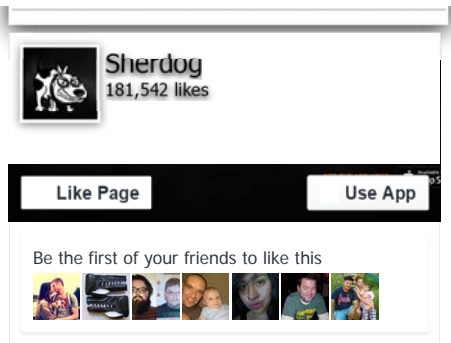 Sherdog
181,542 likes
Like Page
Use App
Be the first of your friends to like this